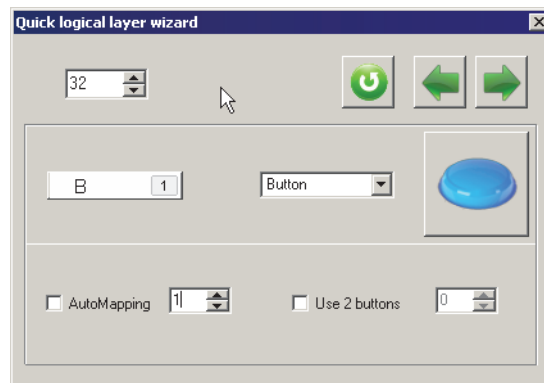 Quick logical layer wizard
32
B 1 Button
AutoMapping 1 Use 2 buttons 0